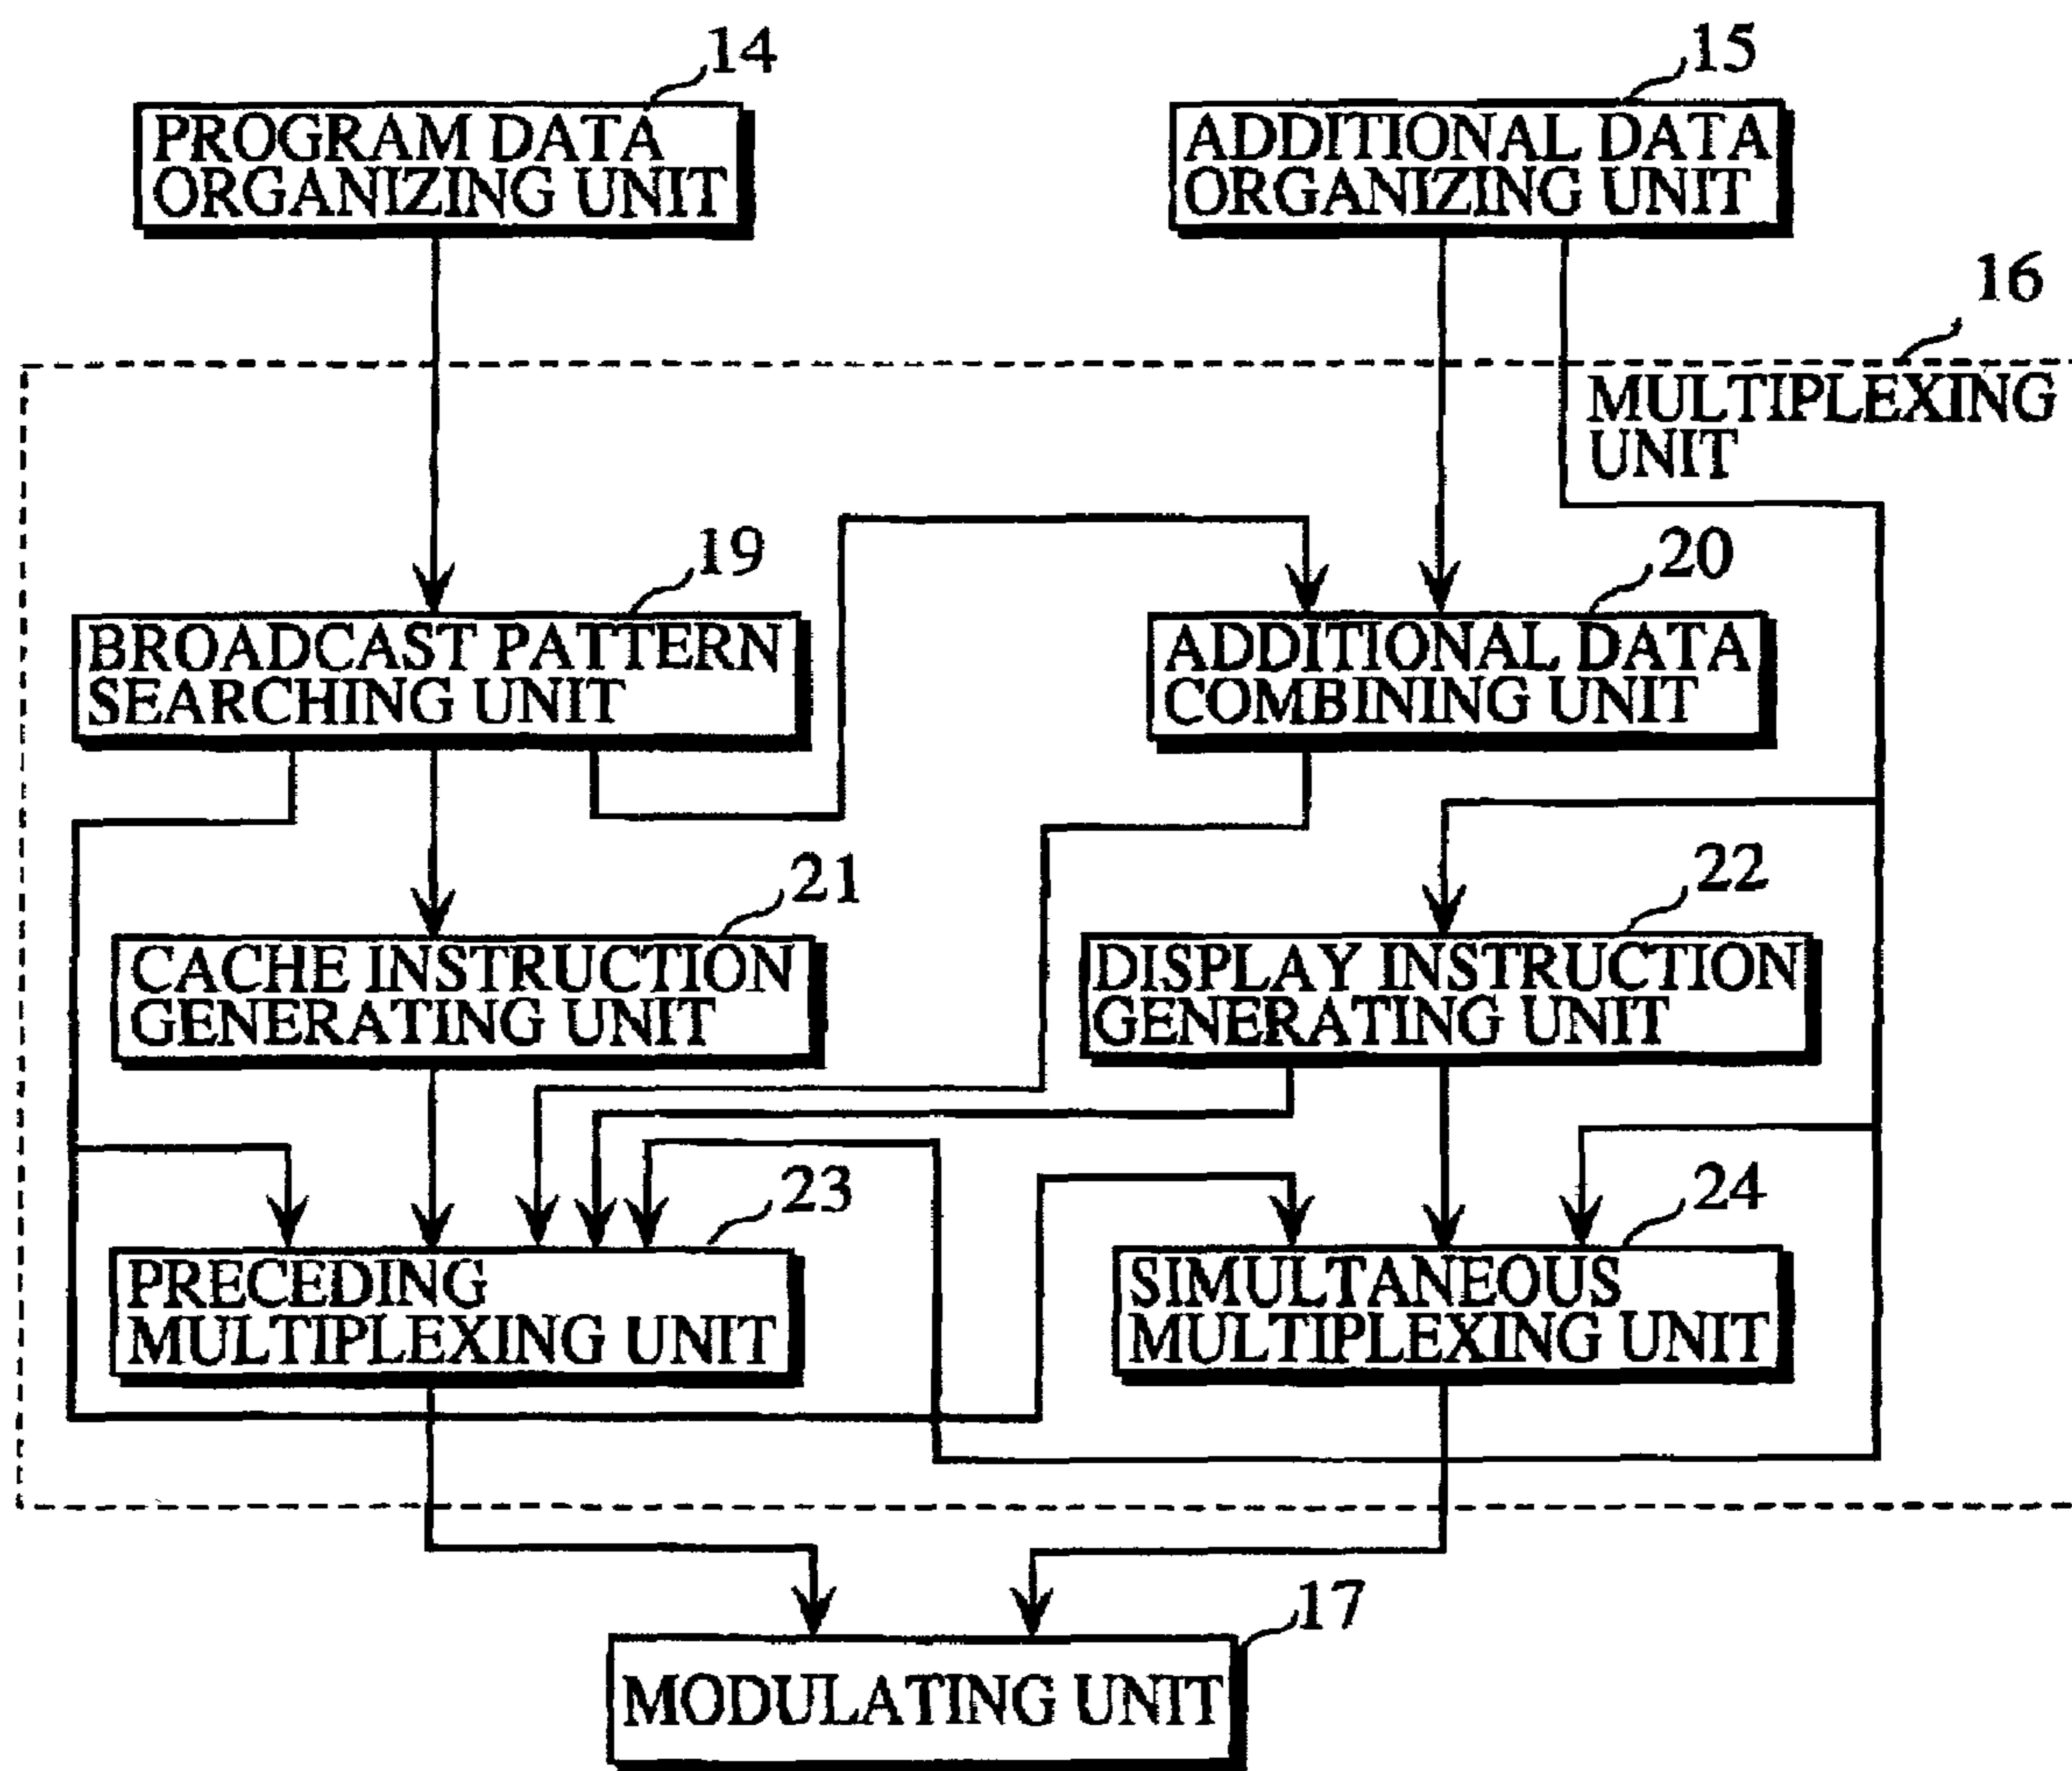 14
15
PROGRAM DATA
ORGANIZING UNIT
ADDITIONAL DATA
ORGANIZING UNIT
16
MULTIPLEXING
UNIT
19
20
BROADCAST PATTERN
SEARCHING UNIT
ADDITIONAL DATA
COMBINING UNIT
21
22
CACHE INSTRUCTION
GENERATING UNIT
DISPLAY INSTRUCTION
GENERATING UNIT
23
24
PRECEDING
MULTIPLEXING UNIT
SIMULTANEOUS
MULTIPLEXING UNIT
17
MODULATING UNIT